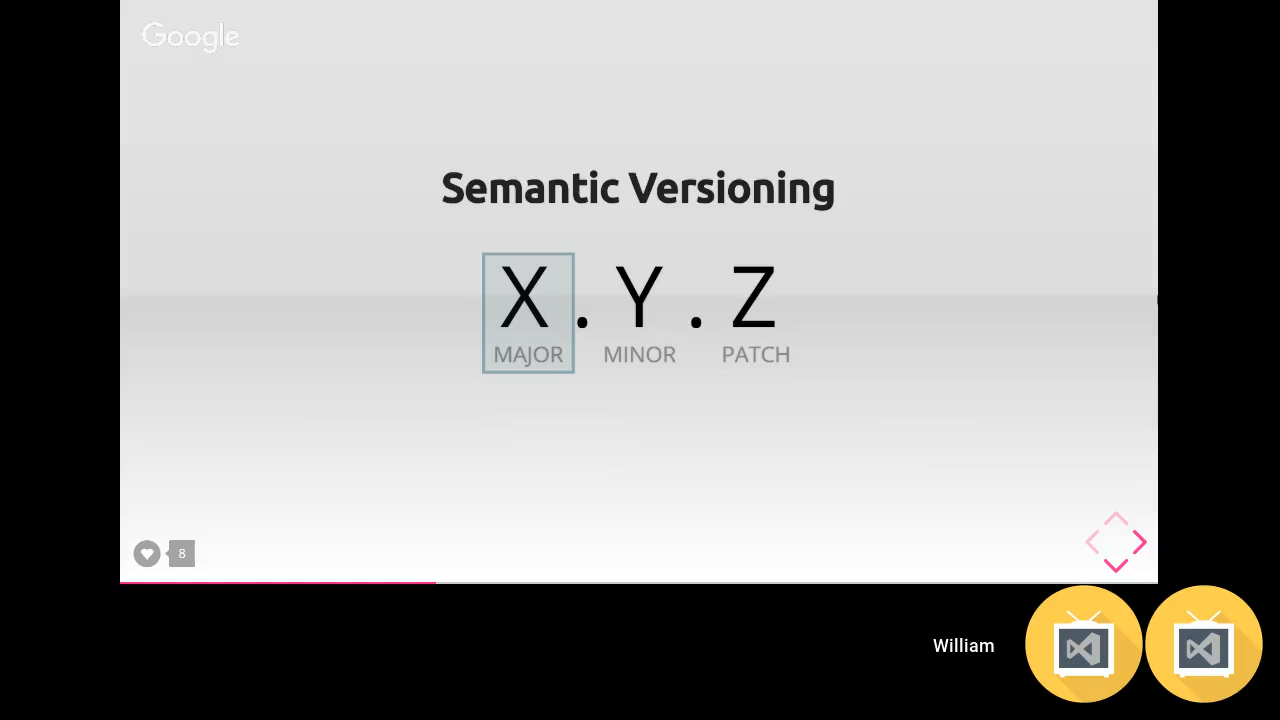 Google
Semantic Versioning
X . Y . Z
MAJOR MINOR PATCH
8
William